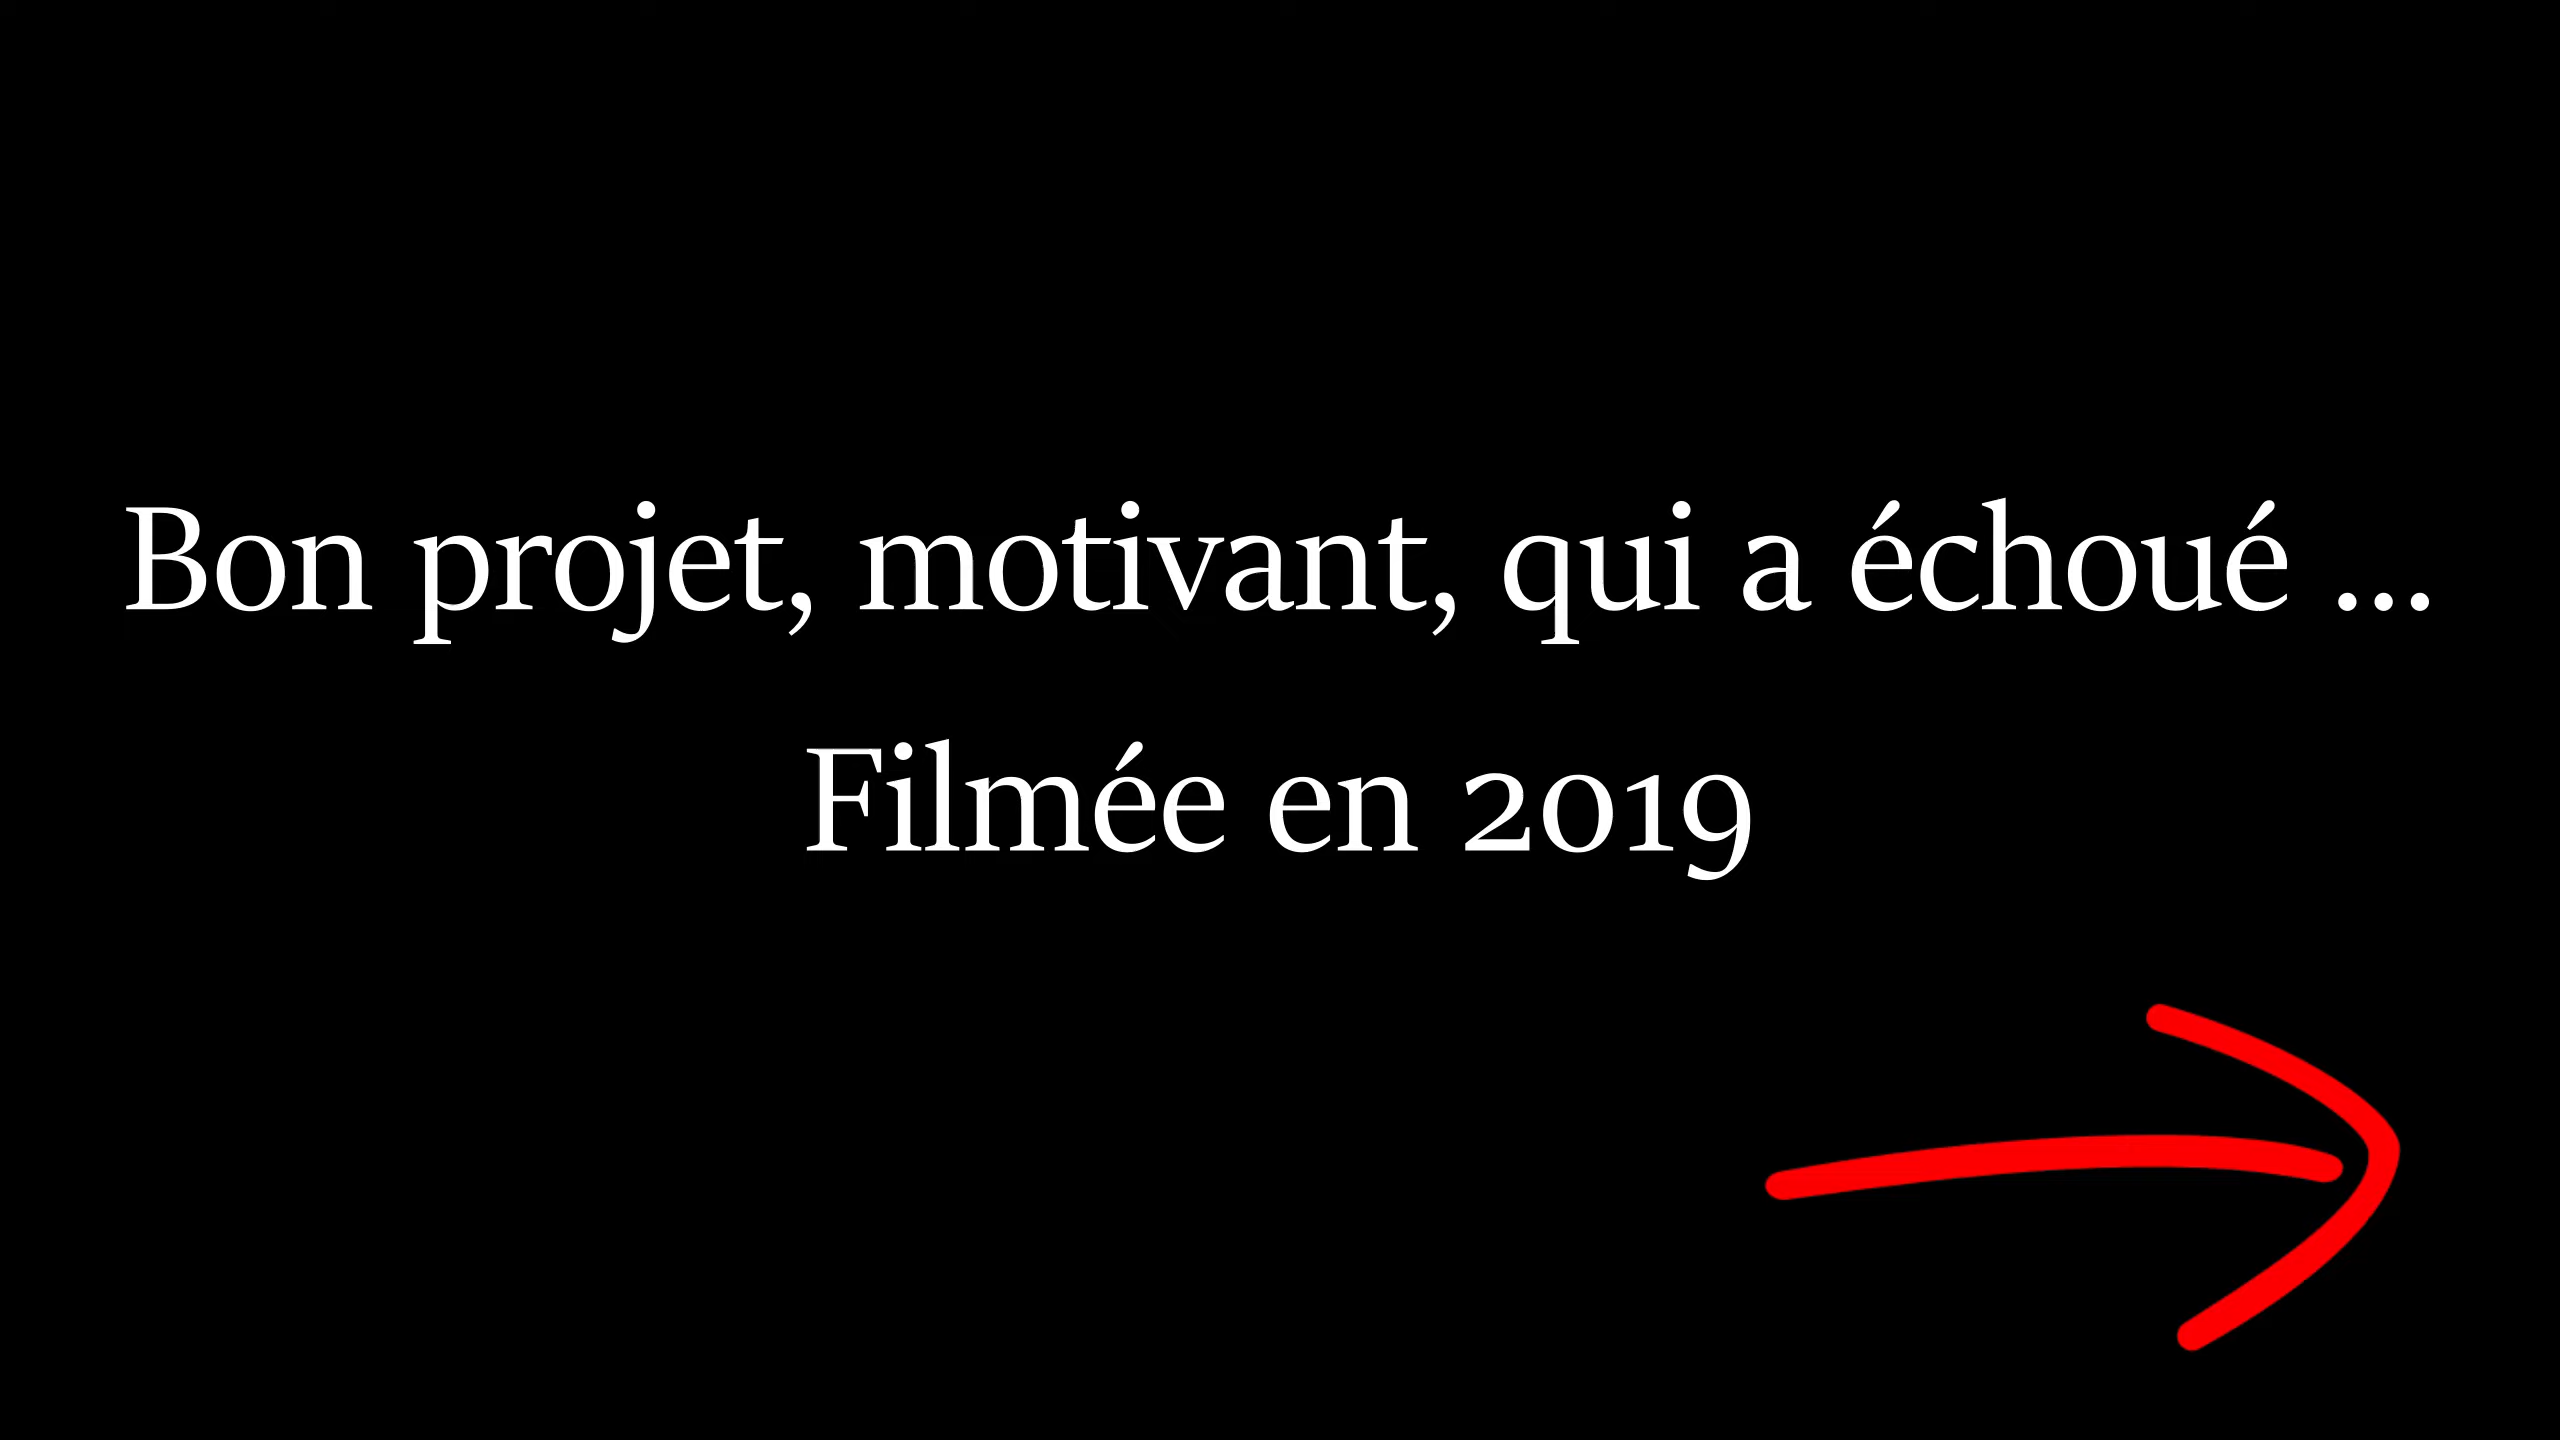 Bon projet, motivant, qui a échoué ...
Filmée en 2019